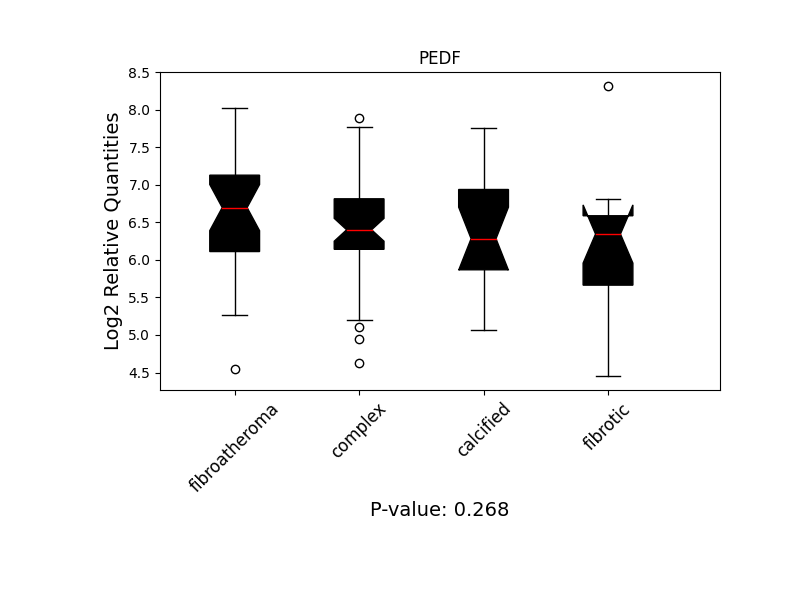 PEDF
Log2 Relative Quantities
8.5
8.0
7.5
7.0
6.5
6.0
5.5
5.0
4.5
fibroatheroma
complex
calcified
fibrotic
P-value: 0.268